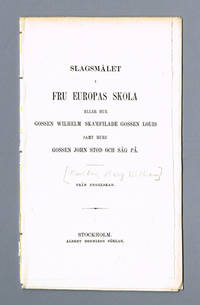 SLAGSMÅLET
I
FRU EUROPAS SKOLA
ELLER HUR
GOSSEN WILHELM SKAMFILADE GOSSEN LOUIS
SAMT HURU
GOSSEN JOHN STOD OCH SÅG PÅ.
FRÅN ENGELSKAN.
STOCKHOLM.
ALBERT BONNIERS FÖRLAG.